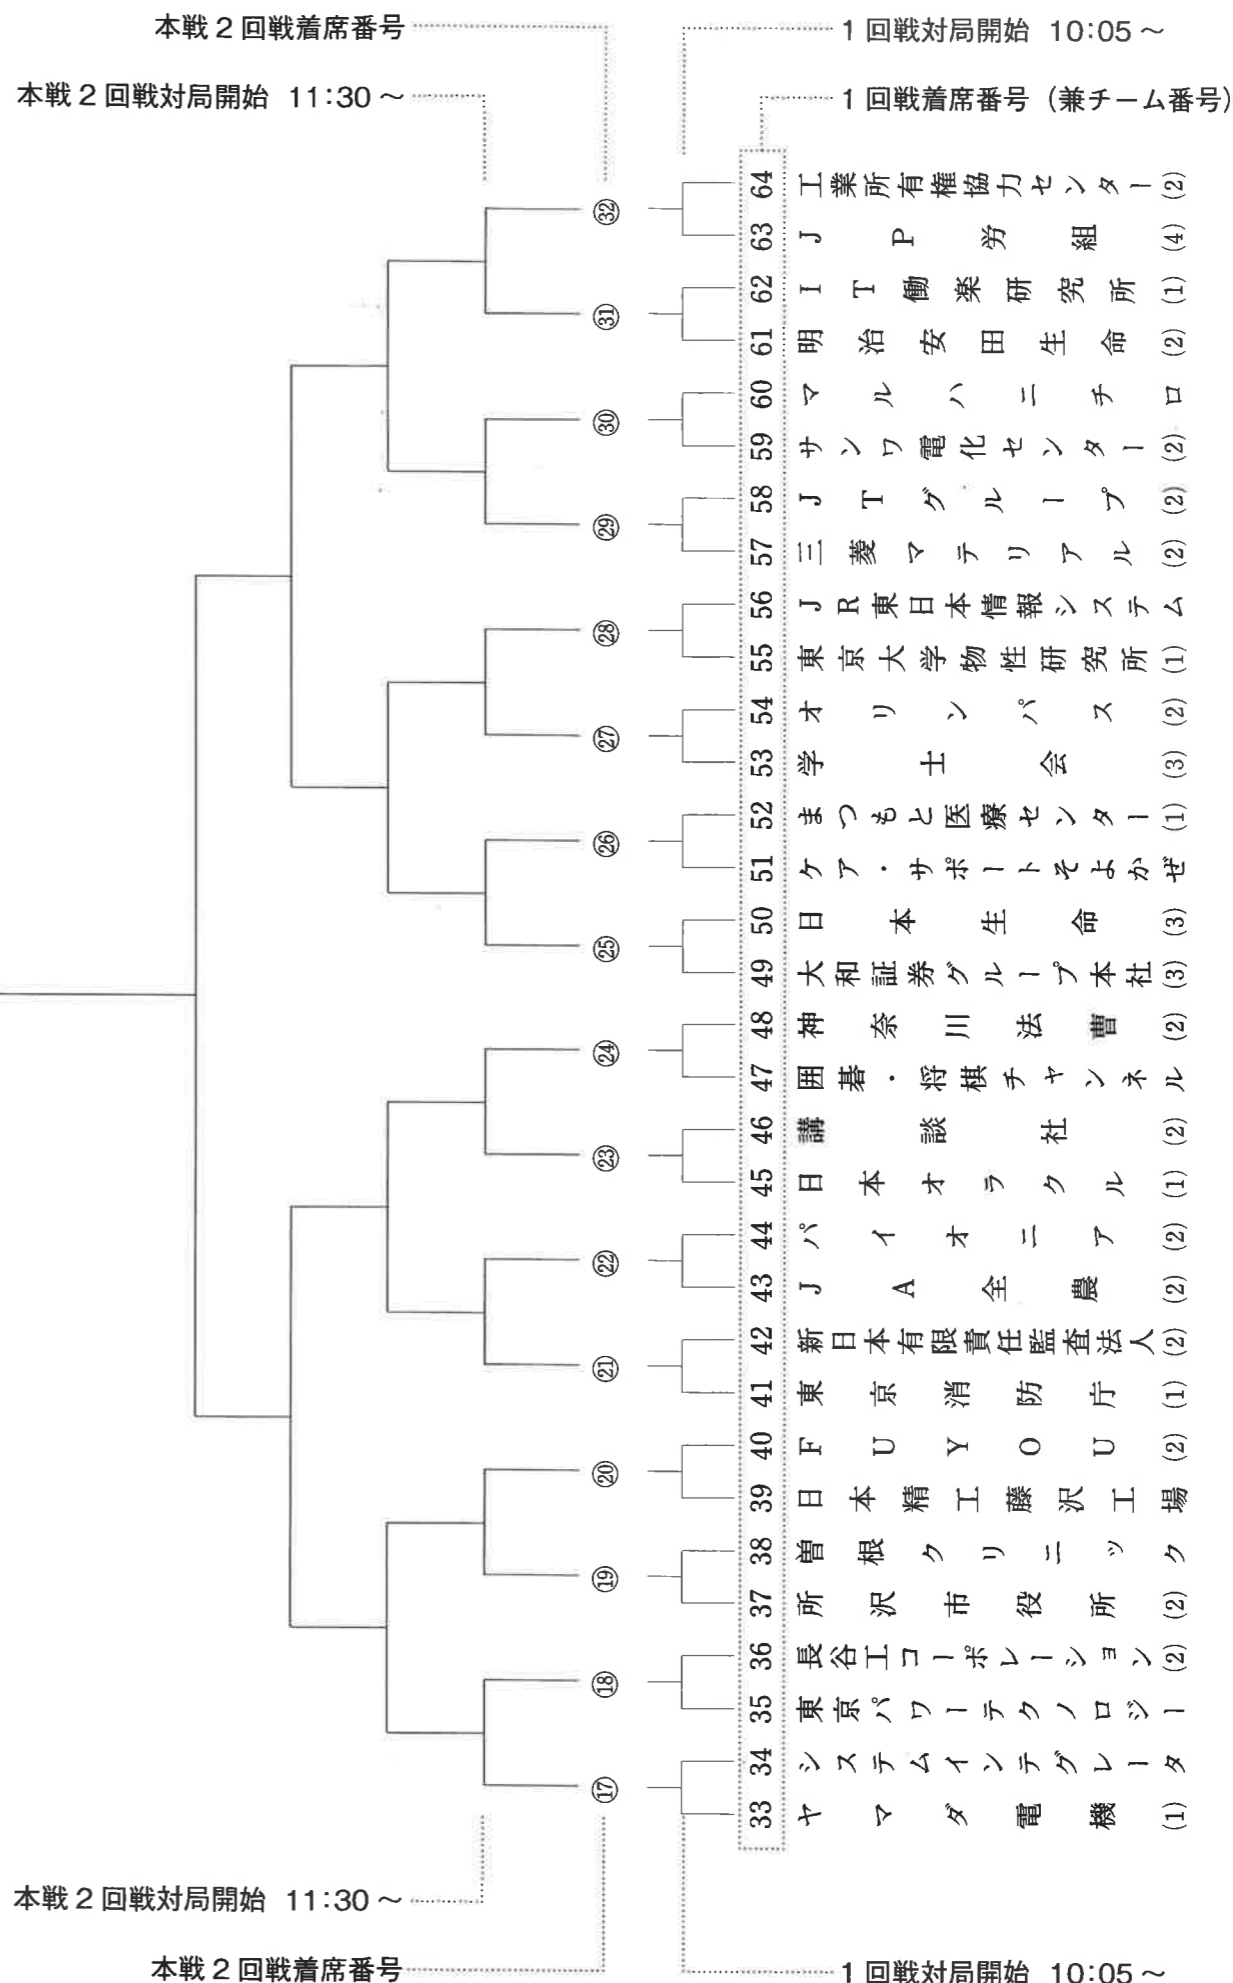 本戦2回戦着席番号
1回戦対局開始 10:05～
本戦2回戦対局開始 11:30～
1回戦着席番号（兼チーム番号）
64 工業所有権協力センター(2)
63 JP労組(4)
62 IT働楽研究所(1)
61 明治安田生命(2)
60 マルハニチロ
59 サンワ電化センター(2)
58 JTグループ(2)
57 三菱マテリアル(2)
56 JR東日本情報システム
55 東京大学物性研究所(1)
54 オリンパス(2)
53 学士会(3)
52 まつもと医療センター(1)
51 ケア・サポートそよかぜ
50 日本生命(3)
49 大和証券グループ本社(3)
48 神奈川法曹(2)
47 囲碁・将棋チャンネル
46 講談社(2)
45 日本オラクル(1)
44 パイオニア(2)
43 JA全農(2)
42 新日本有限責任監査法人(2)
41 東京消防庁(1)
40 FUYOU(2)
39 日本精工藤沢工場
38 曽根クリニック
37 所沢市役所(2)
36 長谷工コーポレーション(2)
35 東京パワーテクノロジー
34 システムインテグレータ
33 ヤマダ電機(1)
㉜
㉛
㉚
㉙
㉘
㉗
㉖
㉕
㉔
㉓
㉒
㉑
⑳
⑲
⑱
⑰
本戦2回戦対局開始 11:30～
本戦2回戦着席番号
1回戦対局開始 10:05～